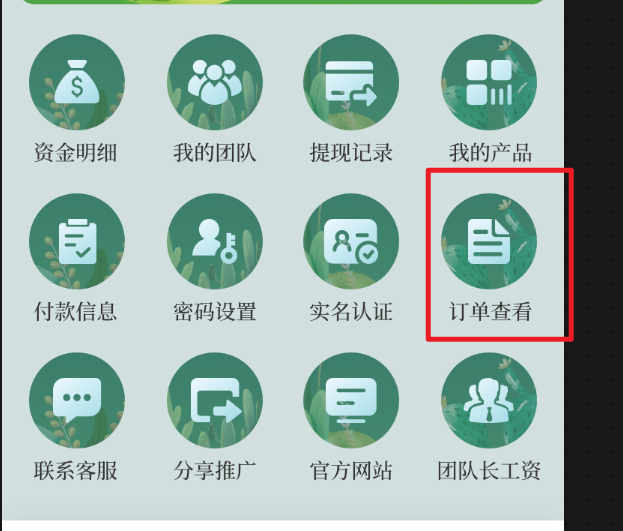 资金明细 我的团队 提现记录 我的产品
付款信息 密码设置 实名认证 订单查看
联系客服 分享推广 官方网站 团队长工资